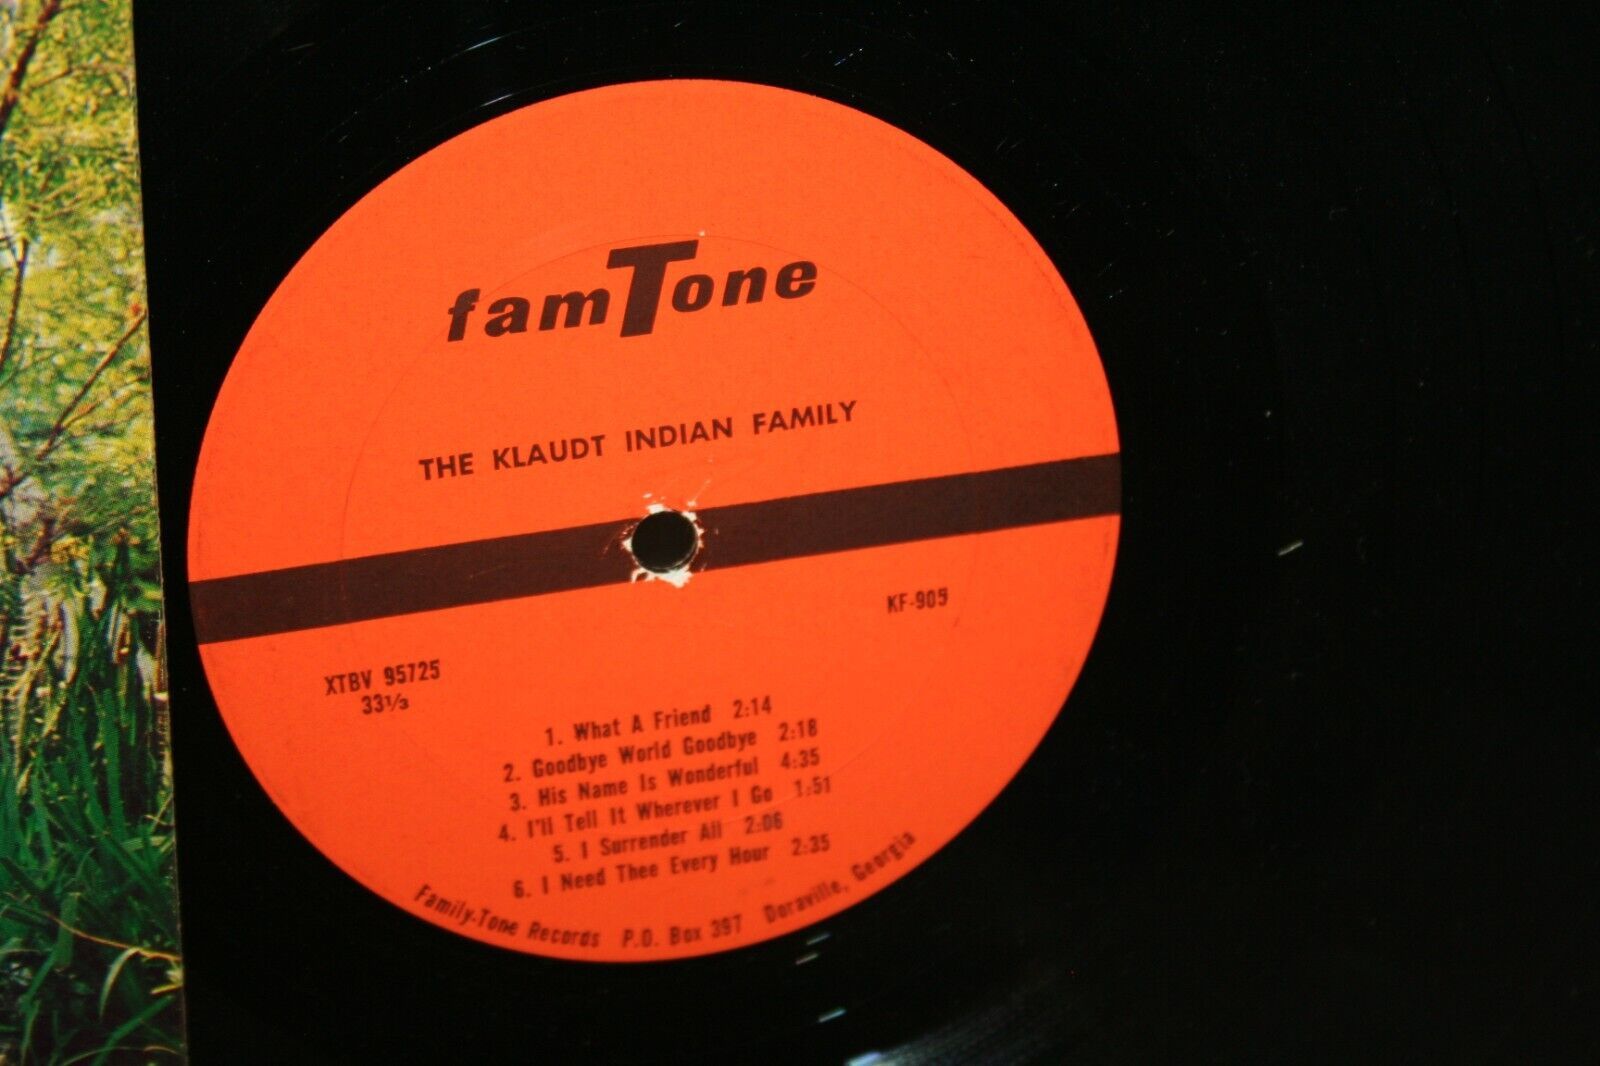 famTone
THE KLAUDT INDIAN FAMILY
KF-905
XTBV 95725
33⅓
1. What A Friend 2:14
2. Goodbye World Goodbye 2:18
3. His Name Is Wonderful 4:35
4. I'll Tell It Wherever I Go 1:51
5. I Surrender All 2:06
6. I Need Thee Every Hour 2:35
Family-Tone Records P.O. Box 397 Doraville, Georgia